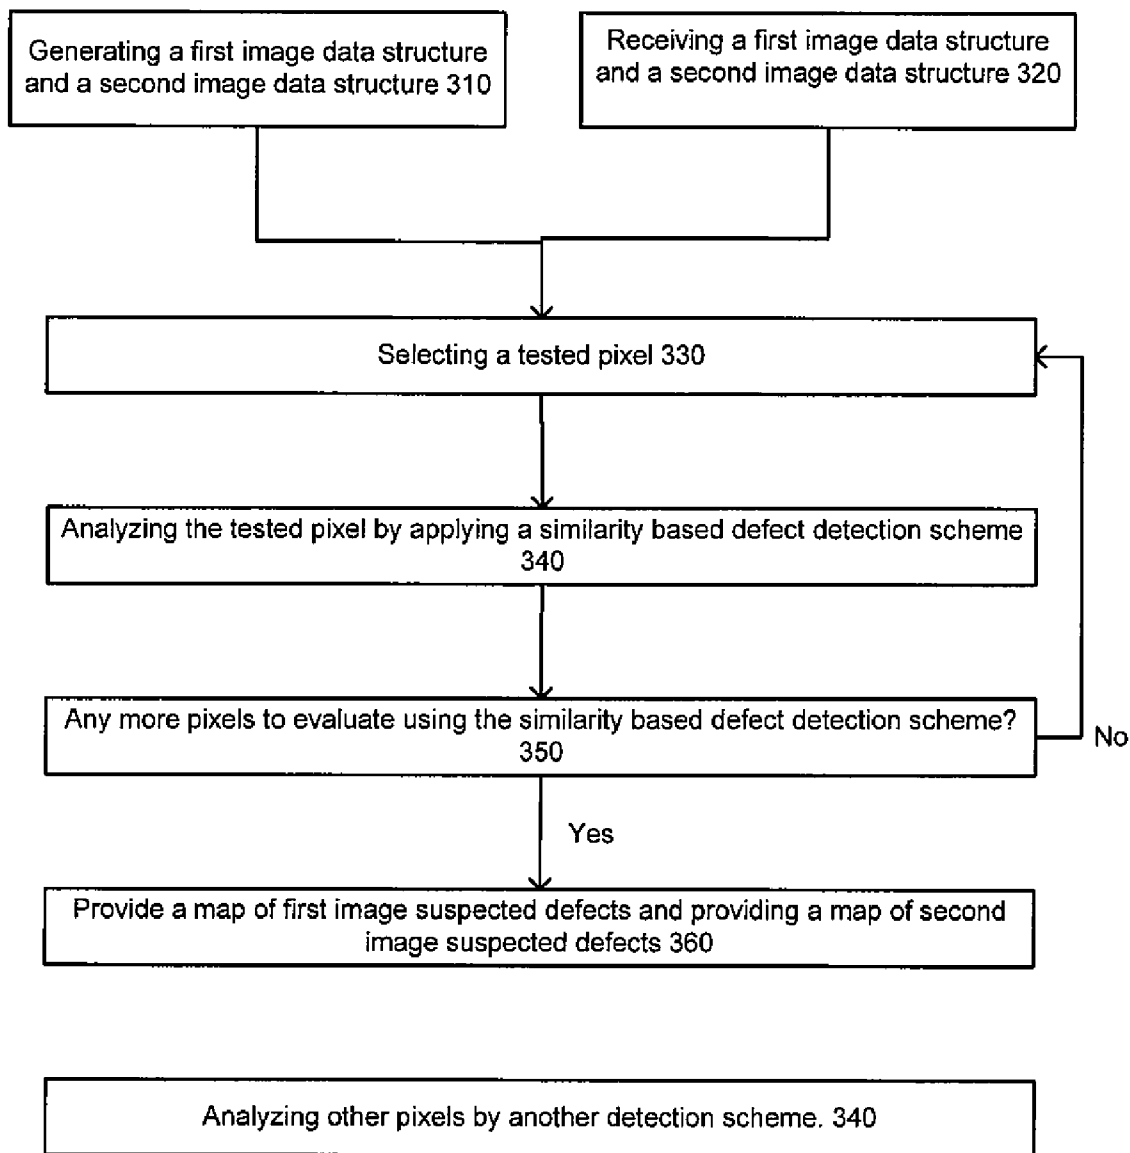 Generating a first image data structure
and a second image data structure 310
Receiving a first image data structure
and a second image data structure 320
Selecting a tested pixel 330
Analyzing the tested pixel by applying a similarity based defect detection scheme
340
Any more pixels to evaluate using the similarity based defect detection scheme?
350
No
Yes
Provide a map of first image suspected defects and providing a map of second
image suspected defects 360
Analyzing other pixels by another detection scheme. 340